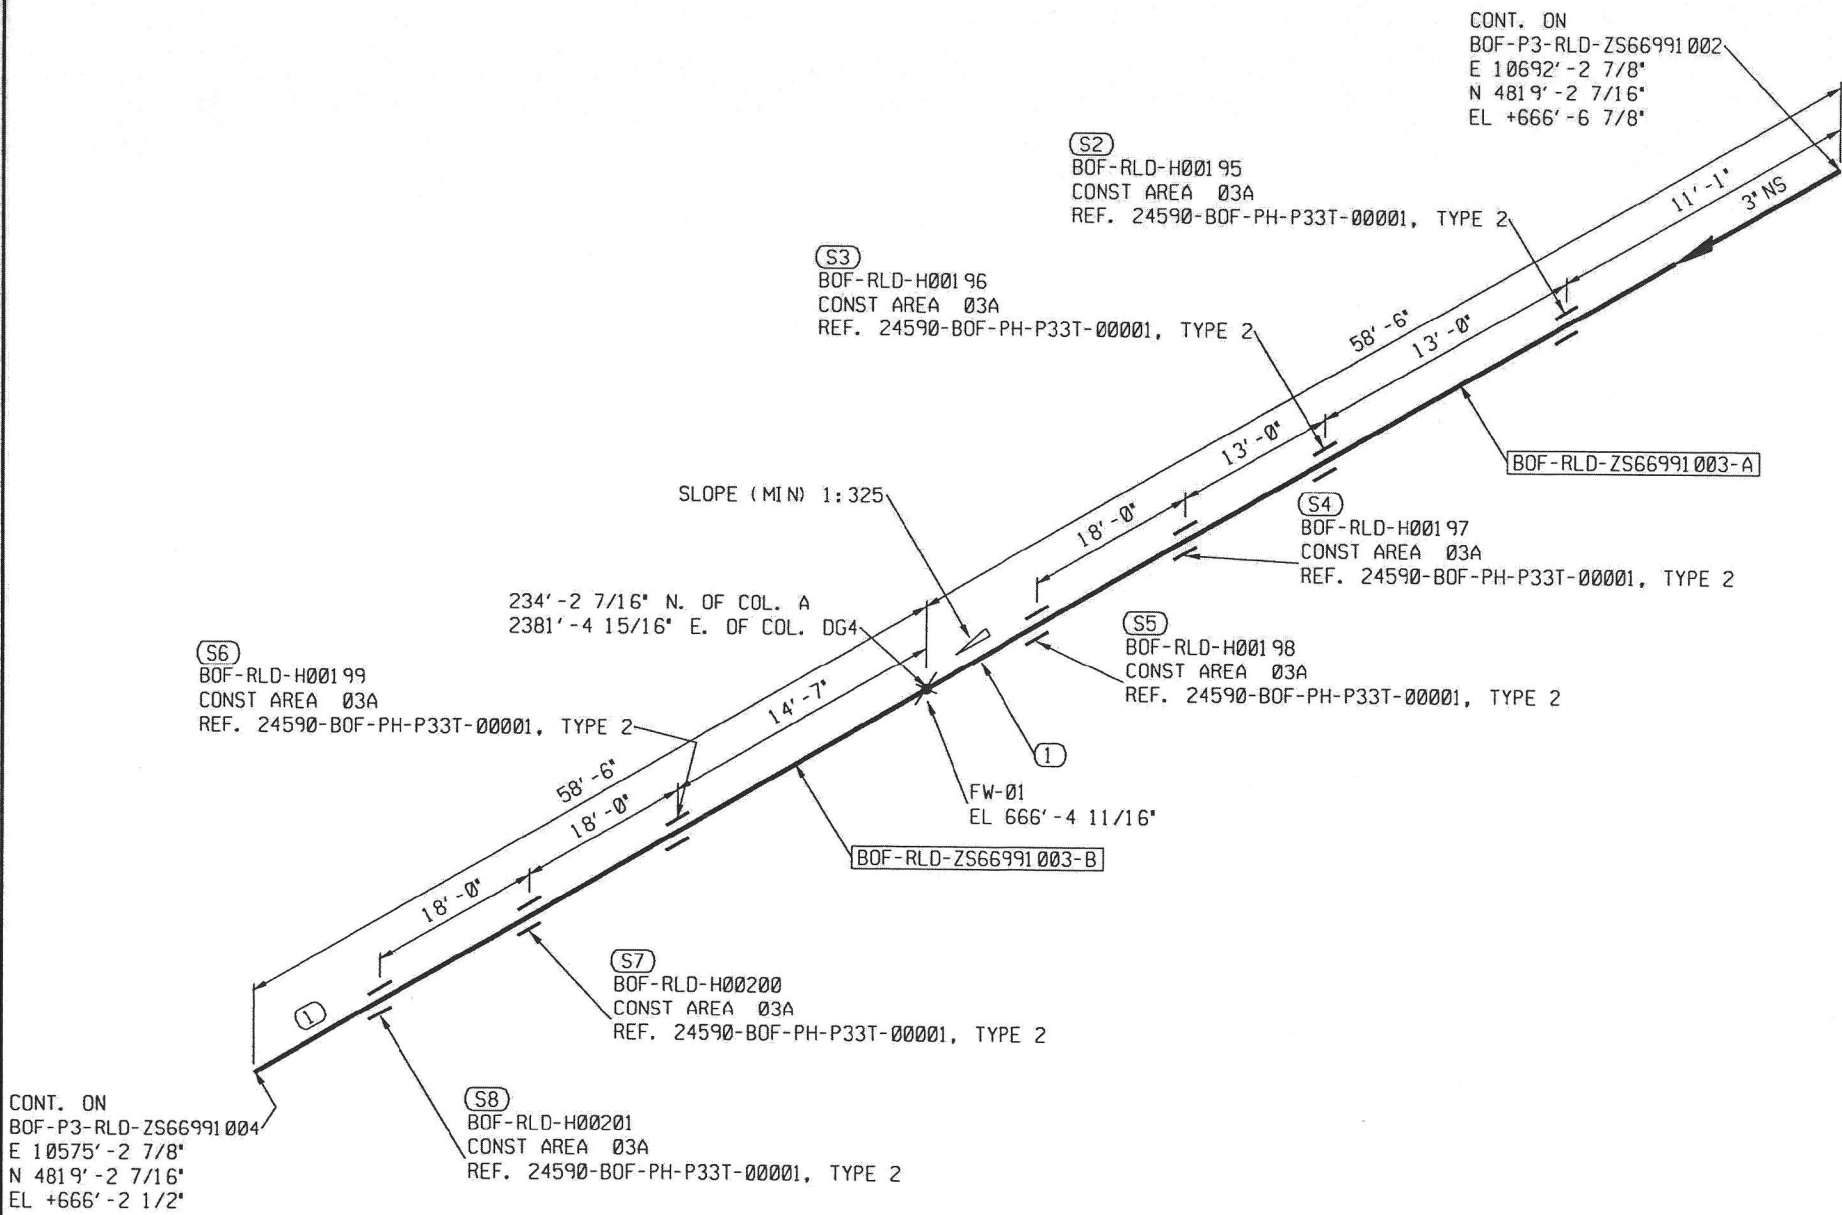 CONT. ON
BOF-P3-RLD-ZS66991002
E 10692'-2 7/8"
N 4819'-2 7/16"
EL +666'-6 7/8"
11'-1"
3" NS
S2
BOF-RLD-H00195
CONST AREA 03A
REF. 24590-BOF-PH-P33T-00001, TYPE 2
S3
BOF-RLD-H00196
CONST AREA 03A
REF. 24590-BOF-PH-P33T-00001, TYPE 2
58'-6"
13'-0"
13'-0"
BOF-RLD-ZS66991003-A
SLOPE (MIN) 1:325
18'-0"
S4
BOF-RLD-H00197
CONST AREA 03A
REF. 24590-BOF-PH-P33T-00001, TYPE 2
234'-2 7/16" N. OF COL. A
2381'-4 15/16" E. OF COL. DG4
S5
BOF-RLD-H00198
CONST AREA 03A
REF. 24590-BOF-PH-P33T-00001, TYPE 2
S6
BOF-RLD-H00199
CONST AREA 03A
REF. 24590-BOF-PH-P33T-00001, TYPE 2
14'-7"
1
58'-6"
18'-0"
FW-01
EL 666'-4 11/16"
BOF-RLD-ZS66991003-B
18'-0"
S7
BOF-RLD-H00200
CONST AREA 03A
REF. 24590-BOF-PH-P33T-00001, TYPE 2
1
S8
BOF-RLD-H00201
CONST AREA 03A
REF. 24590-BOF-PH-P33T-00001, TYPE 2
CONT. ON
BOF-P3-RLD-ZS66991004
E 10575'-2 7/8"
N 4819'-2 7/16"
EL +666'-2 1/2"